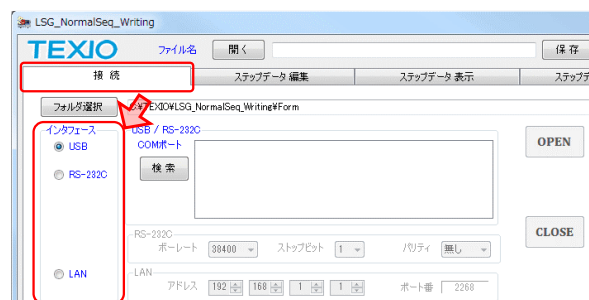 LSG_NormalSeq_Writing
TEXIO ファイル名 開く 保存
接続 ステップデータ編集 ステップデータ表示
フォルダ選択 ¥TEXIO¥LSG_NormalSeq_Writing¥Form
インタフェース USB / RS-232C
USB COMポート OPEN
検索
RS-232C
CLOSE
RS-232C
ボーレート 38400 ストップビット 1 パリティ 無し
LAN LAN
アドレス 192 168 1 1 ポート番 2268